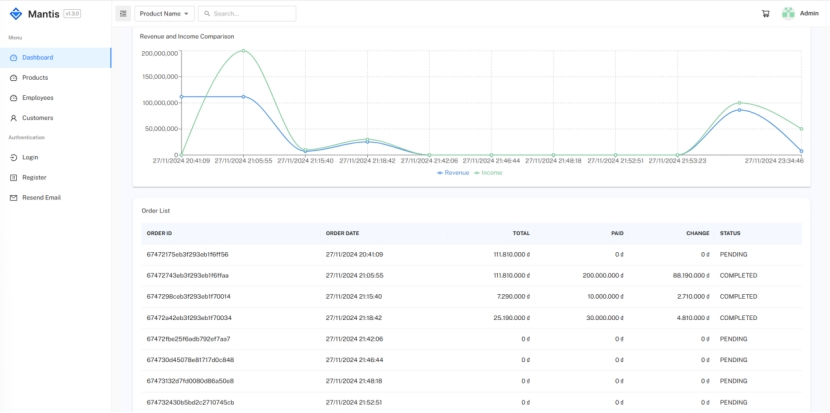 Mantis v1.3.0
Product Name
Search...
Admin
Menu
Dashboard
Products
Employees
Customers
Authentication
Login
Register
Resend Email
Revenue and Income Comparison
200,000,000
150,000,000
100,000,000
50,000,000
0
27/11/2024 20:41:09 27/11/2024 21:05:55 27/11/2024 21:15:40 27/11/2024 21:18:42 27/11/2024 21:42:06 27/11/2024 21:46:44 27/11/2024 21:48:18 27/11/2024 21:52:51 27/11/2024 21:53:23 27/11/2024 23:34:46
Revenue Income
Order List
ORDER ID ORDER DATE TOTAL PAID CHANGE STATUS
67472175eb3f293eb1f6ff56 27/11/2024 20:41:09 111.810.000 ₫ 0 ₫ 0 ₫ PENDING
67472743eb3f293eb1f6ffaa 27/11/2024 21:05:55 111.810.000 ₫ 200.000.000 ₫ 88.190.000 ₫ COMPLETED
6747298ceb3f293eb1f70014 27/11/2024 21:15:40 7.290.000 ₫ 10.000.000 ₫ 2.710.000 ₫ COMPLETED
67472a42eb3f293eb1f70034 27/11/2024 21:18:42 25.190.000 ₫ 30.000.000 ₫ 4.810.000 ₫ COMPLETED
67472fbe25f6adb792ef7aa7 27/11/2024 21:42:06 0 ₫ 0 ₫ 0 ₫ PENDING
674730d45078e81717d0c848 27/11/2024 21:46:44 0 ₫ 0 ₫ 0 ₫ PENDING
67473132d7fd0080d86a50e8 27/11/2024 21:48:18 0 ₫ 0 ₫ 0 ₫ PENDING
674732430b5bd2c2710745cb 27/11/2024 21:52:51 0 ₫ 0 ₫ 0 ₫ PENDING